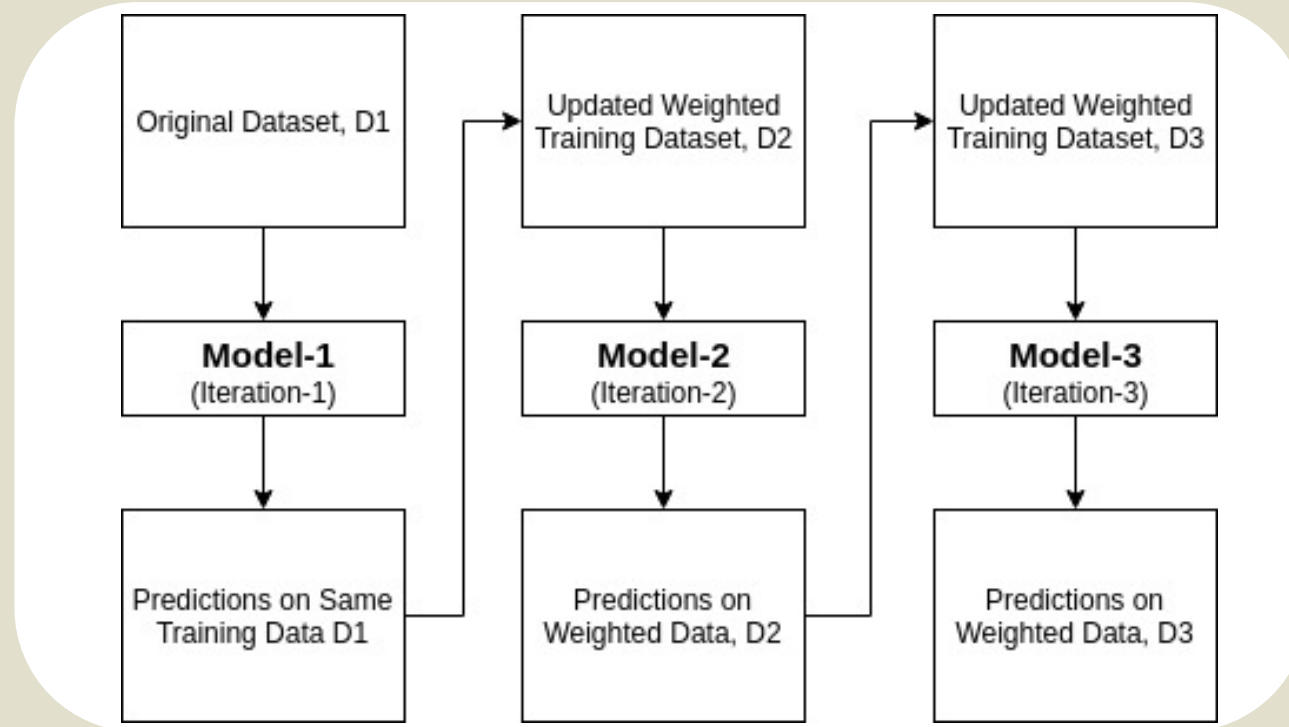 Original Dataset, D1
Updated Weighted
Training Dataset, D2
Updated Weighted
Training Dataset, D3
Model-1
(Iteration-1)
Model-2
(Iteration-2)
Model-3
(Iteration-3)
Predictions on Same
Training Data D1
Predictions on
Weighted Data, D2
Predictions on
Weighted Data, D3